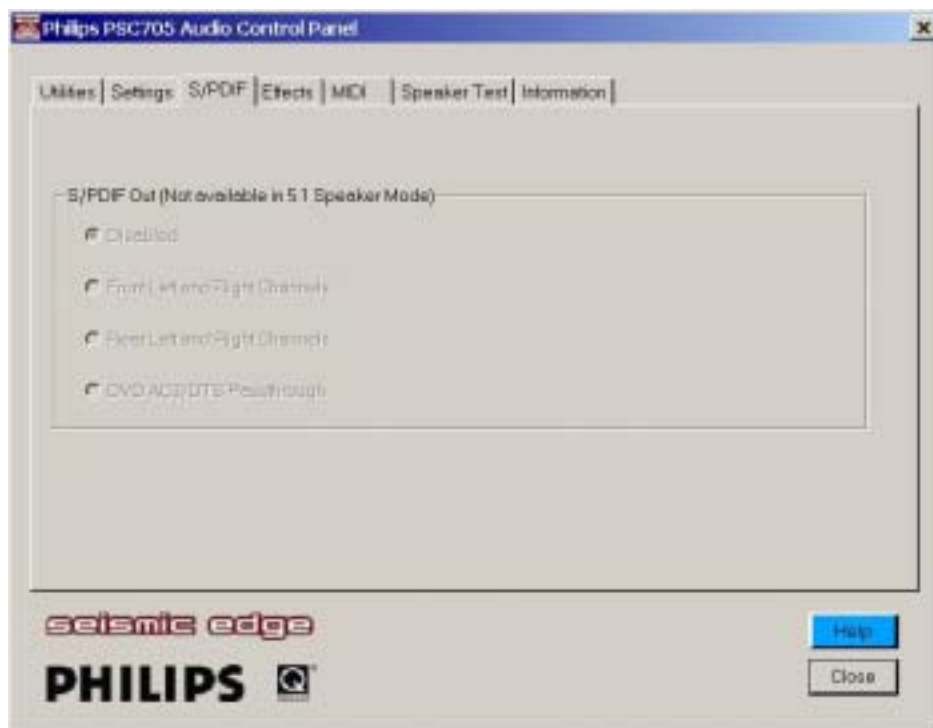 Philips PSC705 Audio Control Panel
Utilities Settings S/PDIF Effects MIDI Speaker Test Information
S/PDIF Out (Not available in 5.1 Speaker Mode)
Disabled
Front Left and Right Channels
Rear Left and Right Channels
DVD AC3/DTS Passthrough
seismic edge
PHILIPS
Help
Close